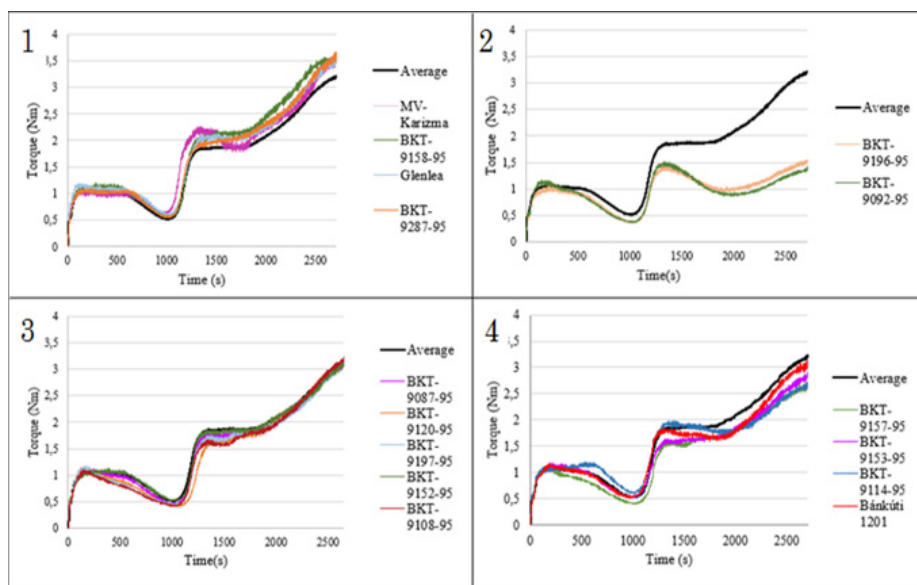 1
4
3,5
3
2,5
2
1,5
1
0,5
0
Torque (Nm)
0
500
1000
1500
2000
2500
Time (s)
Average
MV-
Karizma
BKT-
9158-95
Glenlea
BKT-
9287-95
2
4
3,5
3
2,5
2
1,5
1
0,5
0
Torque (Nm)
0
500
1000
1500
2000
2500
Time (s)
Average
BKT-
9196-95
BKT-
9092-95
3
4
3,5
3
2,5
2
1,5
1
0,5
0
Torque (Nm)
0
500
1000
1500
2000
2500
Time(s)
Average
BKT-
9087-95
BKT-
9120-95
BKT-
9197-95
BKT-
9152-95
BKT-
9108-95
4
4
,5
3
2,5
2
1,5
1
0,5
0
Torque (Nm)
0
500
1000
1500
2000
2500
Time(s)
Average
BKT-
9157-95
BKT-
9153-95
BKT-
9114-95
Bánkúti
1201